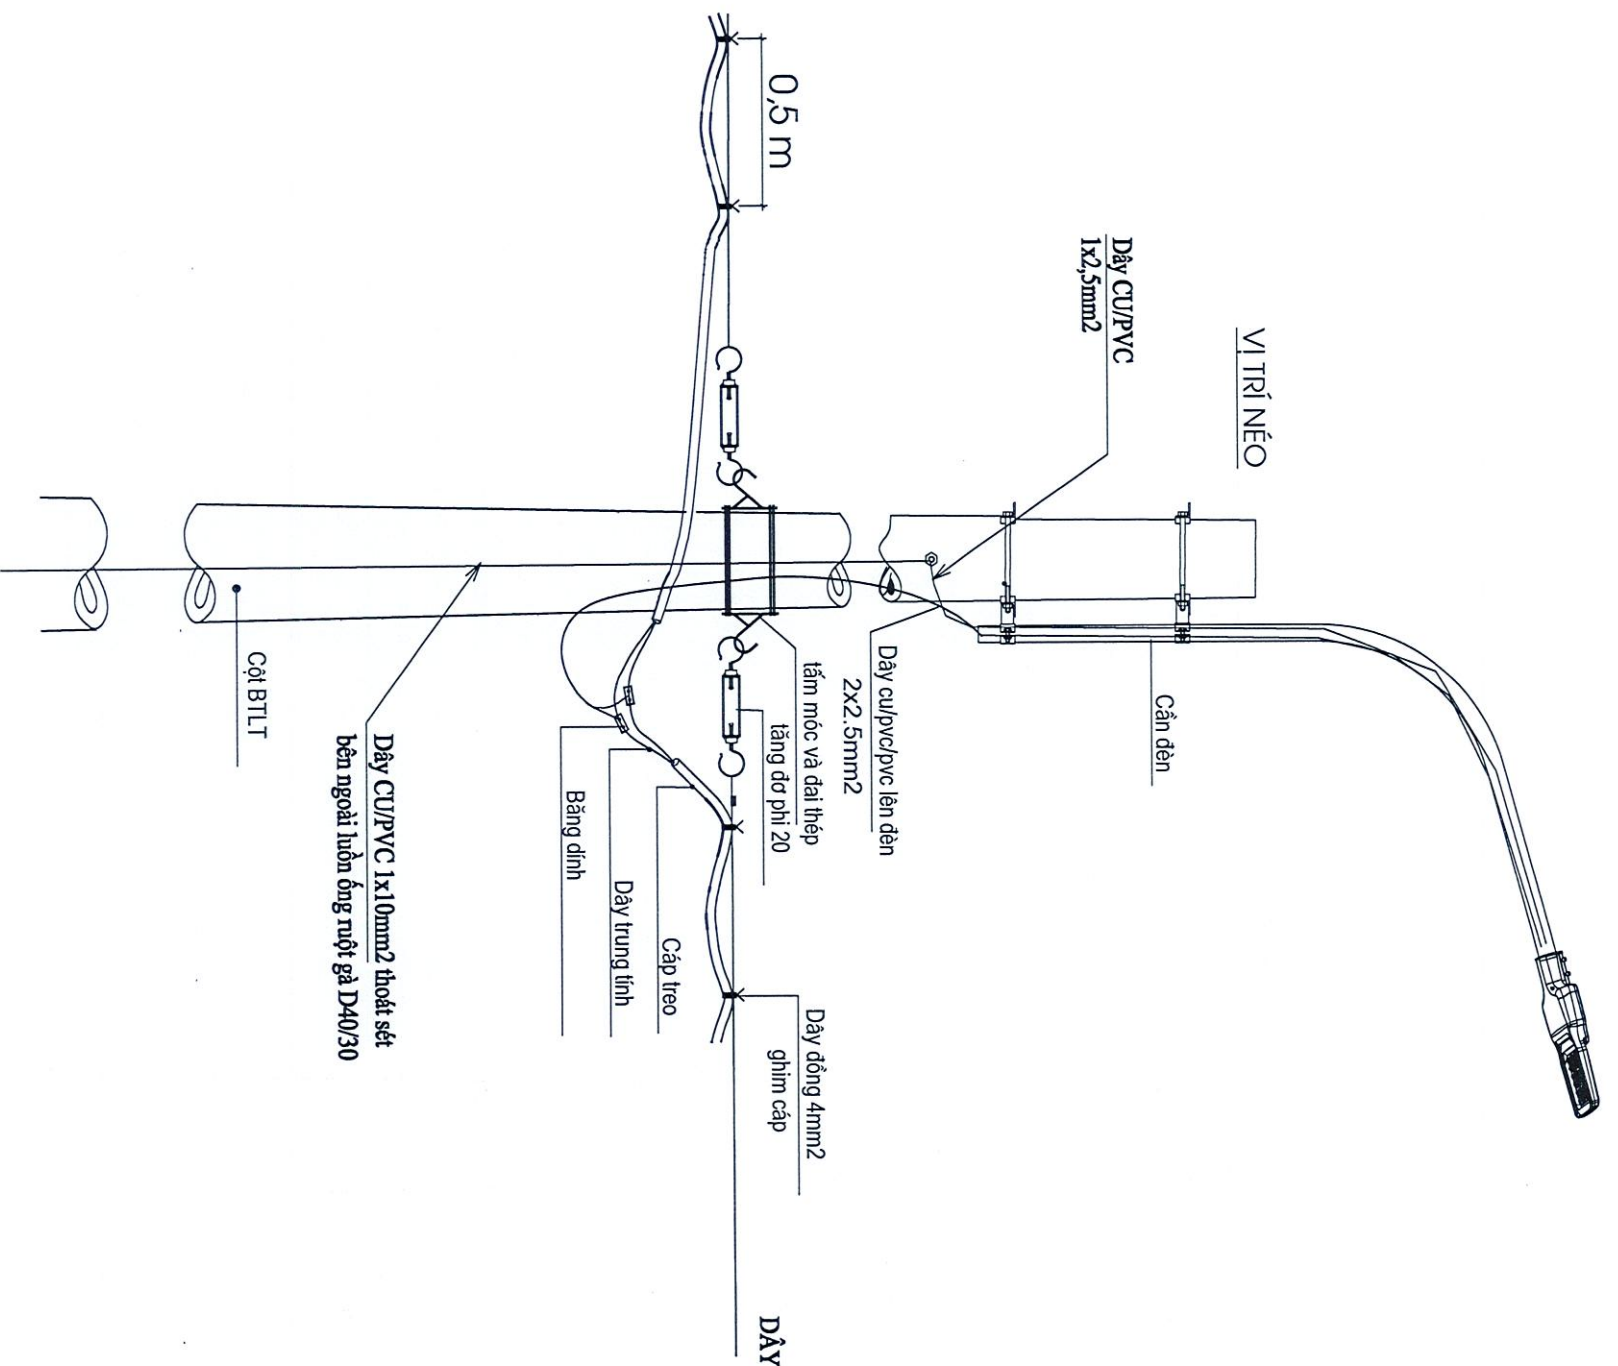 VỊ TRÍ NÉO
Dây CU/PVC
1x2,5mm2
Cần đèn
Dây cu/pvc/pvc lên đèn
2x2.5mm2
0,5 m
tấm móc và đai thép
tăng đơ phi 20
Dây đồng 4mm2
ghim cáp
DÂY
Cáp treo
Dây trung tính
Băng dính
Dây CU/PVC 1x10mm2 thoát sét
bên ngoài luồn ống ruột gà D40/30
Cột BTLT